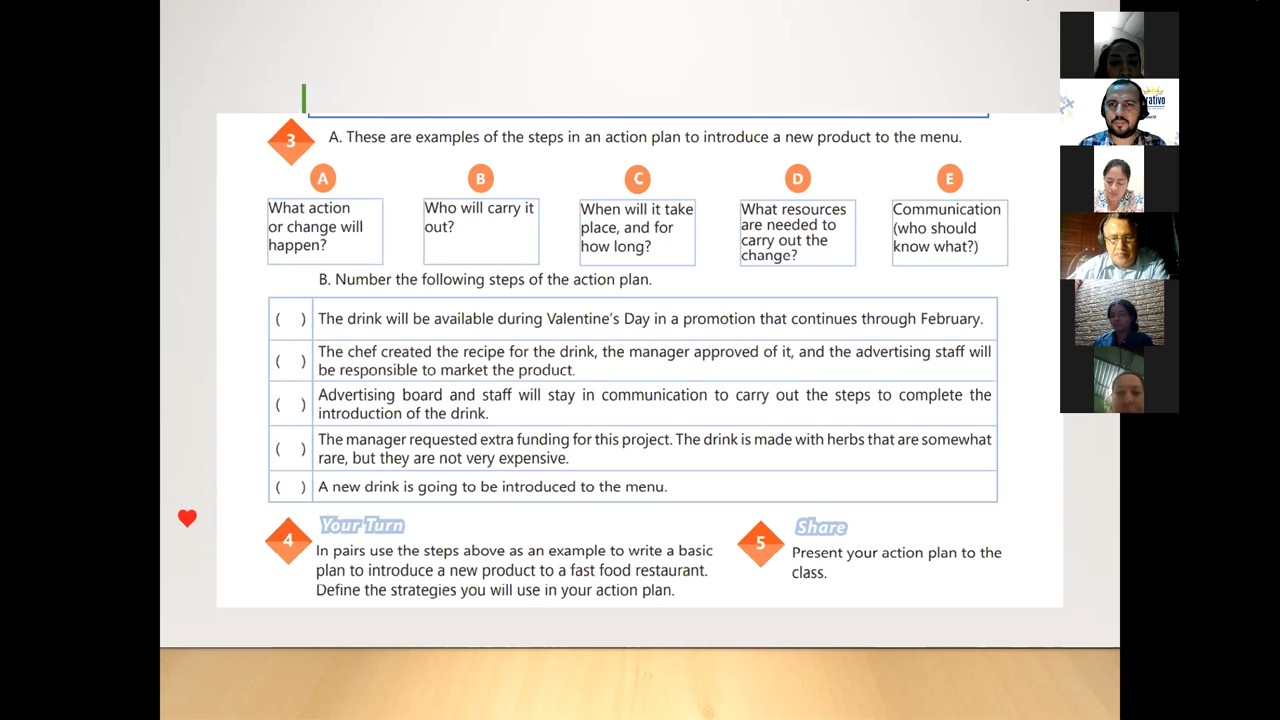 3
A. These are examples of the steps in an action plan to introduce a new product to the menu.
A
B
C
D
E
What action
or change will
happen?
Who will carry it
out?
When will it take
place, and for
how long?
What resources
are needed to
carry out the
change?
Communication
(who should
know what?)
B. Number the following steps of the action plan.
( ) The drink will be available during Valentine's Day in a promotion that continues through February.
( ) The chef created the recipe for the drink, the manager approved of it, and the advertising staff will
be responsible to market the product.
( ) Advertising board and staff will stay in communication to carry out the steps to complete the
introduction of the drink.
( ) The manager requested extra funding for this project. The drink is made with herbs that are somewhat
rare, but they are not very expensive.
( ) A new drink is going to be introduced to the menu.
4
Your Turn
In pairs use the steps above as an example to write a basic
plan to introduce a new product to a fast food restaurant.
Define the strategies you will use in your action plan.
5
Share
Present your action plan to the
class.